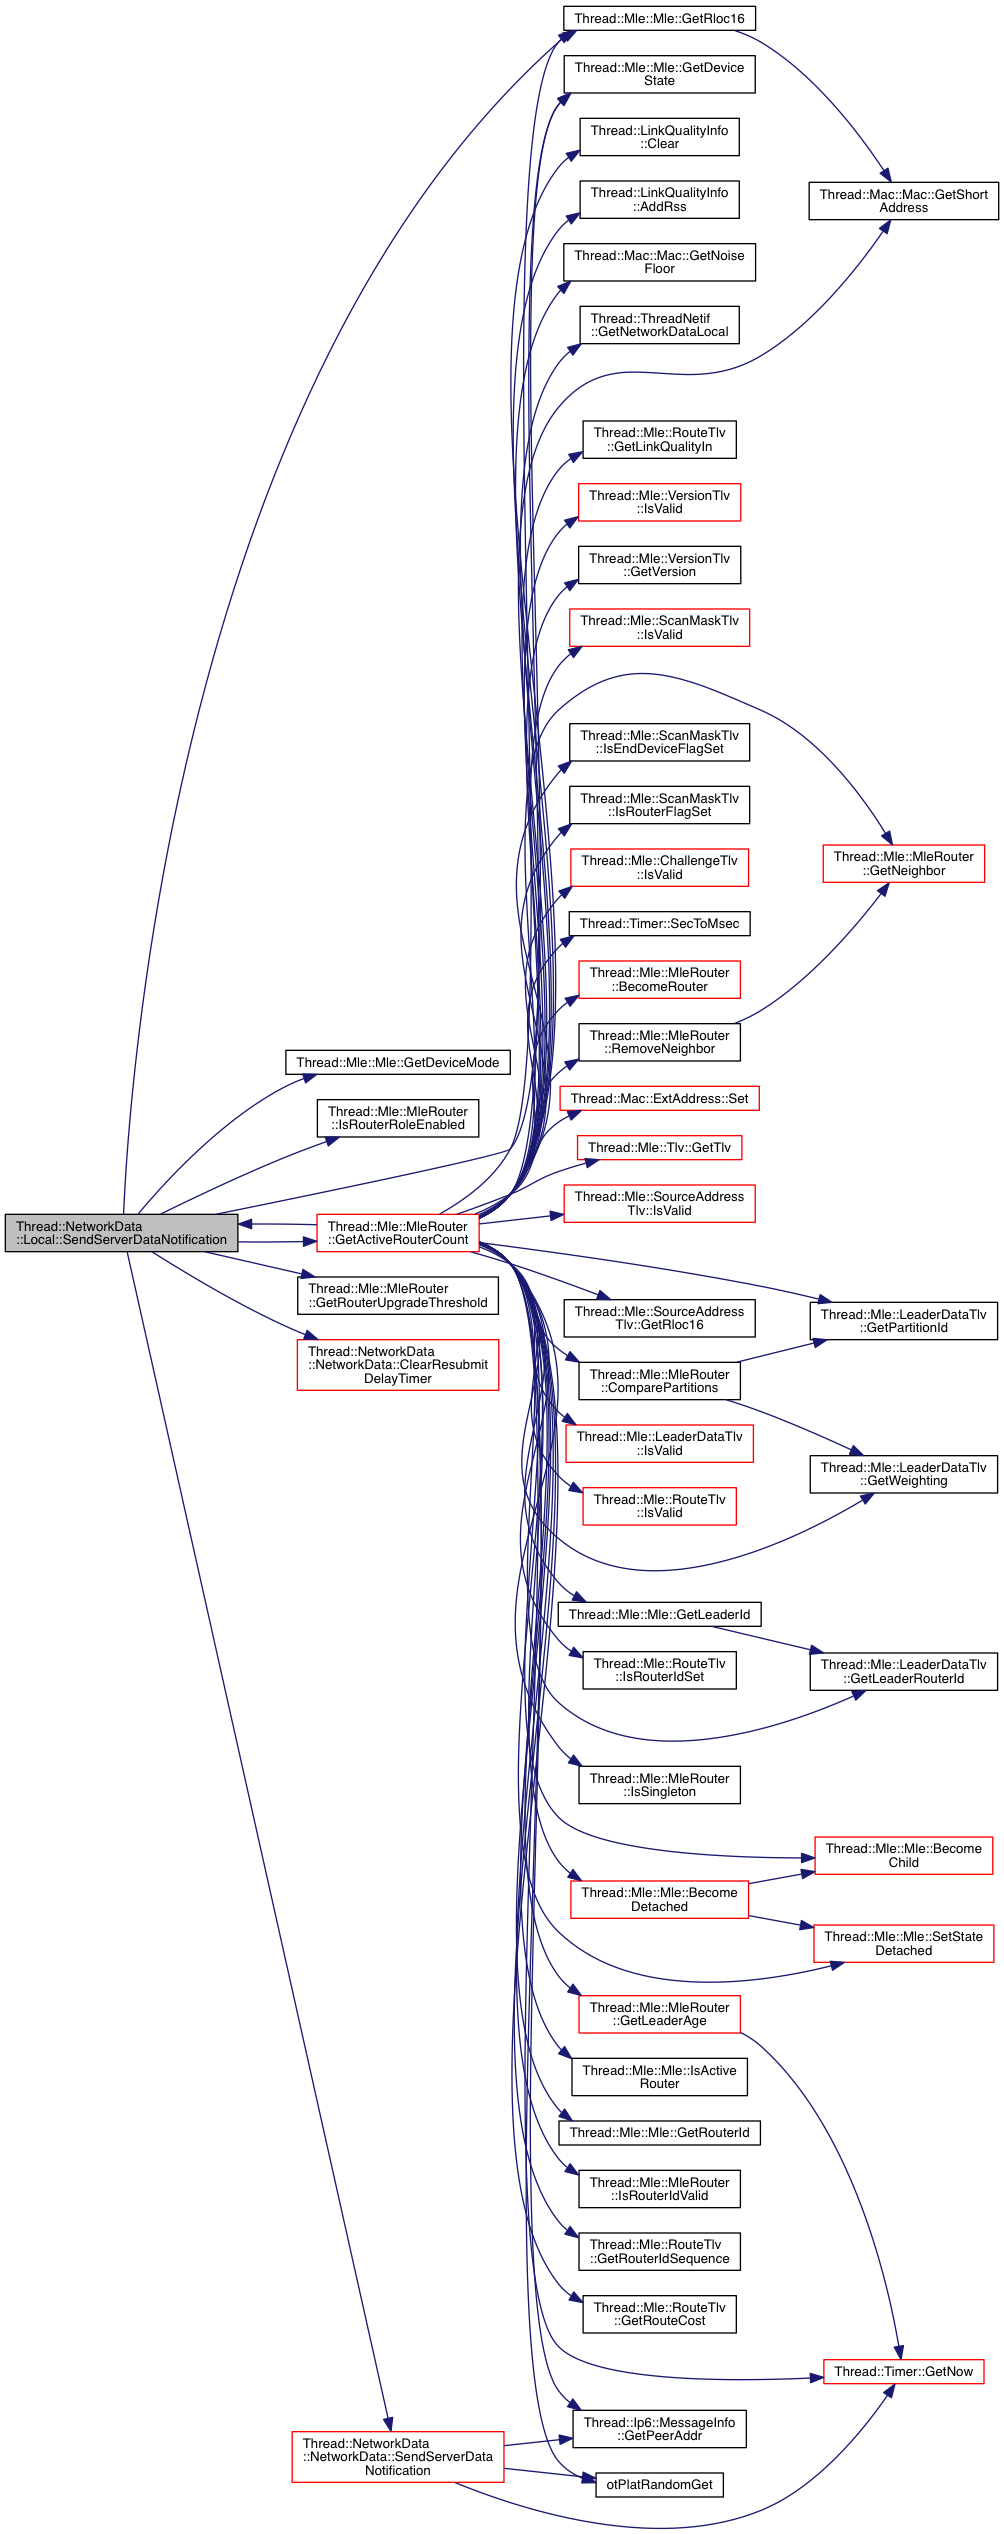 Thread::Mle::Mle::GetRloc16
Thread::Mle::Mle::GetDevice
State
Thread::LinkQualityInfo
::Clear
Thread::LinkQualityInfo
::AddRss
Thread::Mac::Mac::GetShort
Address
Thread::Mac::Mac::GetNoise
Floor
Thread::ThreadNetif
::GetNetworkDataLocal
Thread::Mle::RouteTlv
::GetLinkQualityIn
Thread::Mle::VersionTlv
::IsValid
Thread::Mle::VersionTlv
::GetVersion
Thread::Mle::ScanMaskTlv
::IsValid
Thread::Mle::ScanMaskTlv
::IsEndDeviceFlagSet
Thread::Mle::ScanMaskTlv
::IsRouterFlagSet
Thread::Mle::ChallengeTlv
::IsValid
Thread::Mle::MleRouter
::GetNeighbor
Thread::Timer::SecToMsec
Thread::Mle::MleRouter
::BecomeRouter
Thread::Mle::MleRouter
::RemoveNeighbor
Thread::Mle::Mle::GetDeviceMode
Thread::Mac::ExtAddress::Set
Thread::Mle::MleRouter
::IsRouterRoleEnabled
Thread::Mle::Tlv::GetTlv
Thread::Mle::SourceAddress
Tlv::IsValid
Thread::NetworkData
::Local::SendServerDataNotification
Thread::Mle::MleRouter
::GetActiveRouterCount
Thread::Mle::MleRouter
::GetRouterUpgradeThreshold
Thread::Mle::SourceAddress
Tlv::GetRloc16
Thread::Mle::LeaderDataTlv
::GetPartitionId
Thread::NetworkData
::NetworkData::ClearResubmit
DelayTimer
Thread::Mle::MleRouter
::ComparePartitions
Thread::Mle::LeaderDataTlv
::IsValid
Thread::Mle::LeaderDataTlv
::GetWeighting
Thread::Mle::RouteTlv
::IsValid
Thread::Mle::Mle::GetLeaderId
Thread::Mle::RouteTlv
::IsRouterIdSet
Thread::Mle::LeaderDataTlv
::GetLeaderRouterId
Thread::Mle::MleRouter
::IsSingleton
Thread::Mle::Mle::Become
Child
Thread::Mle::Mle::Become
Detached
Thread::Mle::Mle::SetState
Detached
Thread::Mle::MleRouter
::GetLeaderAge
Thread::Mle::Mle::IsActive
Router
Thread::Mle::Mle::GetRouterId
Thread::Mle::MleRouter
::IsRouterIdValid
Thread::Mle::RouteTlv
::GetRouterIdSequence
Thread::Mle::RouteTlv
::GetRouteCost
Thread::Timer::GetNow
Thread::Ip6::MessageInfo
::GetPeerAddr
Thread::NetworkData
::NetworkData::SendServerData
Notification
otPlatRandomGet